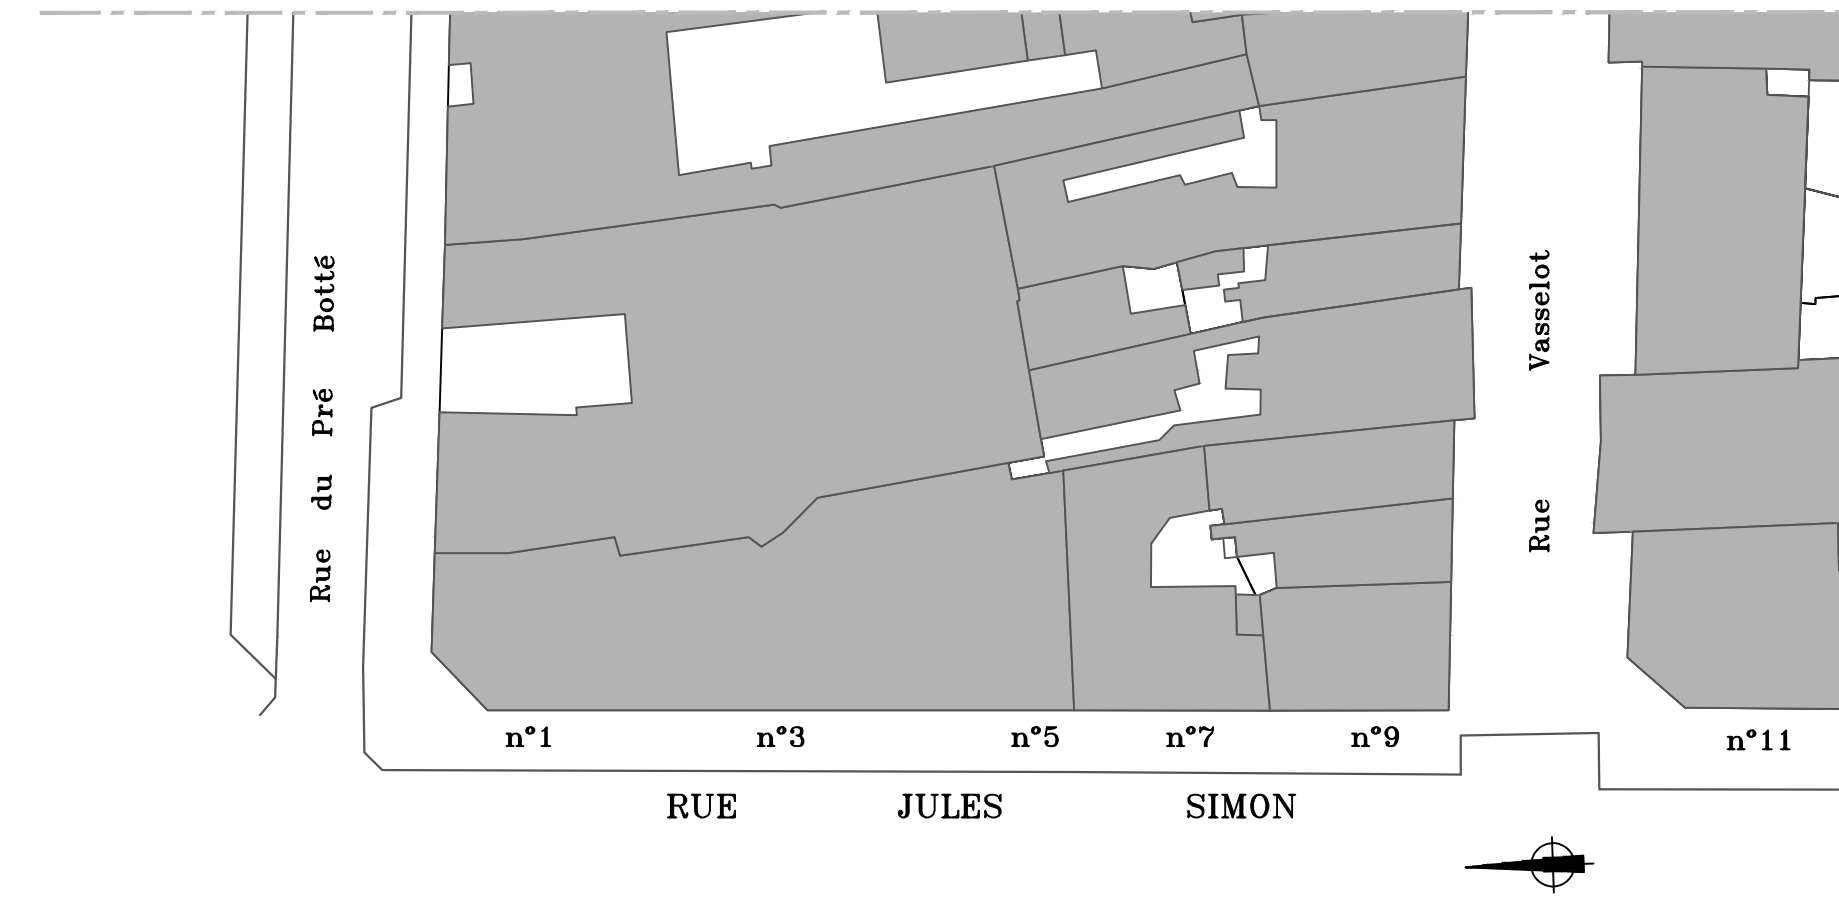 Rue du Pré Botté
Rue Vasselot
n°1 n°3 n°5 n°7 n°9 n°11
RUE JULES SIMON